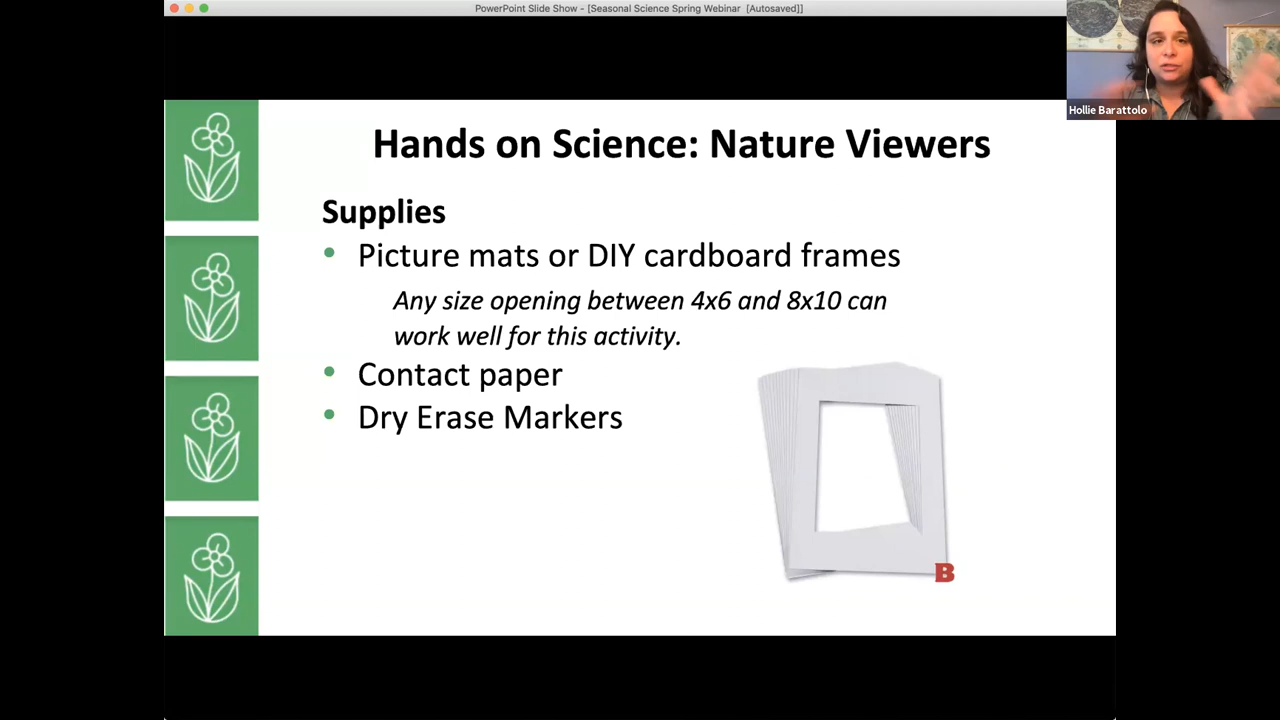 PowerPoint Slide Show - [Seasonal Science Spring Webinar [Autosaved]]
Hollie Barattolo
Hands on Science: Nature Viewers
Supplies
• Picture mats or DIY cardboard frames
Any size opening between 4x6 and 8x10 can
work well for this activity.
• Contact paper
• Dry Erase Markers
B